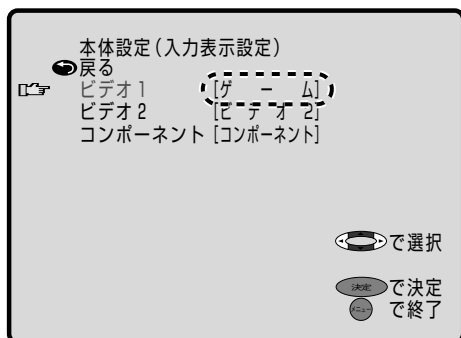 本体設定(入力表示設定)
戻る
ビデオ1 [ゲーム]
ビデオ2 [ビデオ2]
コンポーネント [コンポーネント]
で選択
決定 で決定
メニュー で終了